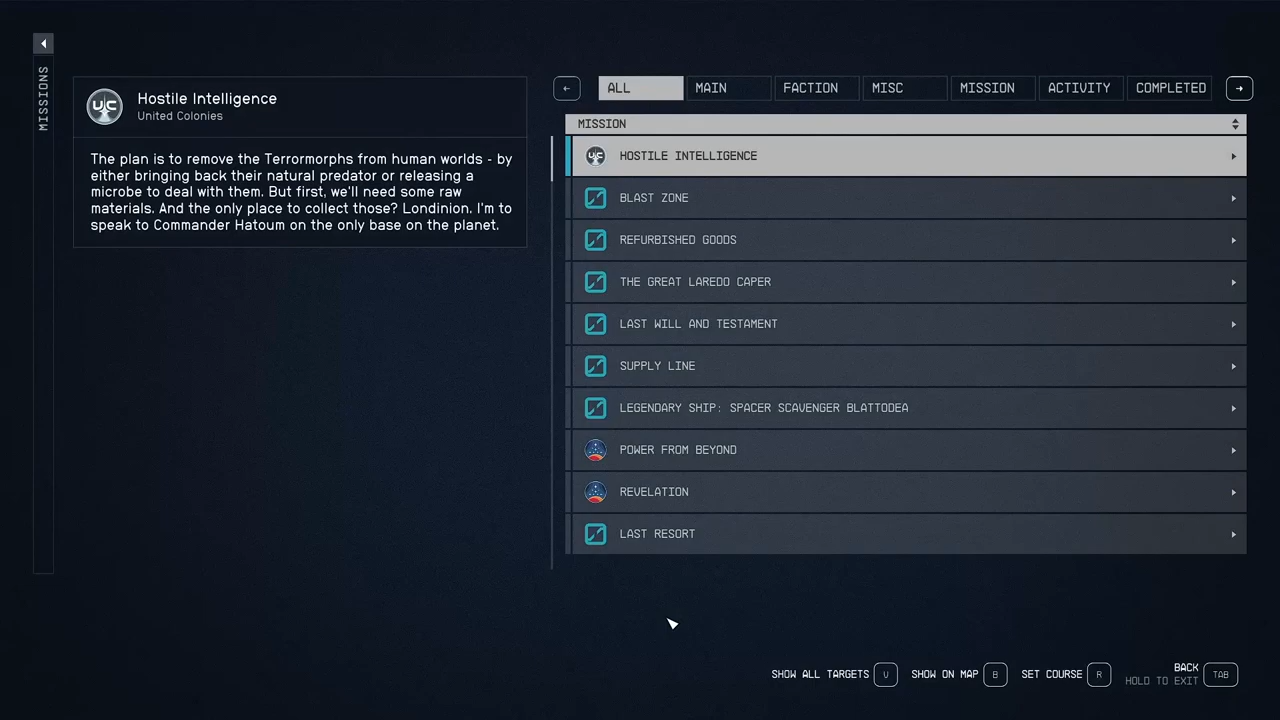 MISSIONS
UC
Hostile Intelligence
United Colonies
The plan is to remove the Terrormorphs from human worlds - by
either bringing back their natural predator or releasing a
microbe to deal with them. But first, we'll need some raw
materials. And the only place to collect those? Londinion. I'm to
speak to Commander Hatoum on the only base on the planet.
ALL
MAIN
FACTION
MISC
MISSION
ACTIVITY
COMPLETED
MISSION
UC
HOSTILE INTELLIGENCE
BLAST ZONE
REFURBISHED GOODS
THE GREAT LAREDO CAPER
LAST WILL AND TESTAMENT
SUPPLY LINE
LEGENDARY SHIP: SPACER SCAVENGER BLATTODEA
POWER FROM BEYOND
REVELATION
LAST RESORT
SHOW ALL TARGETS V
SHOW ON MAP B
SET COURSE R
BACK
HOLD TO EXIT
TAB